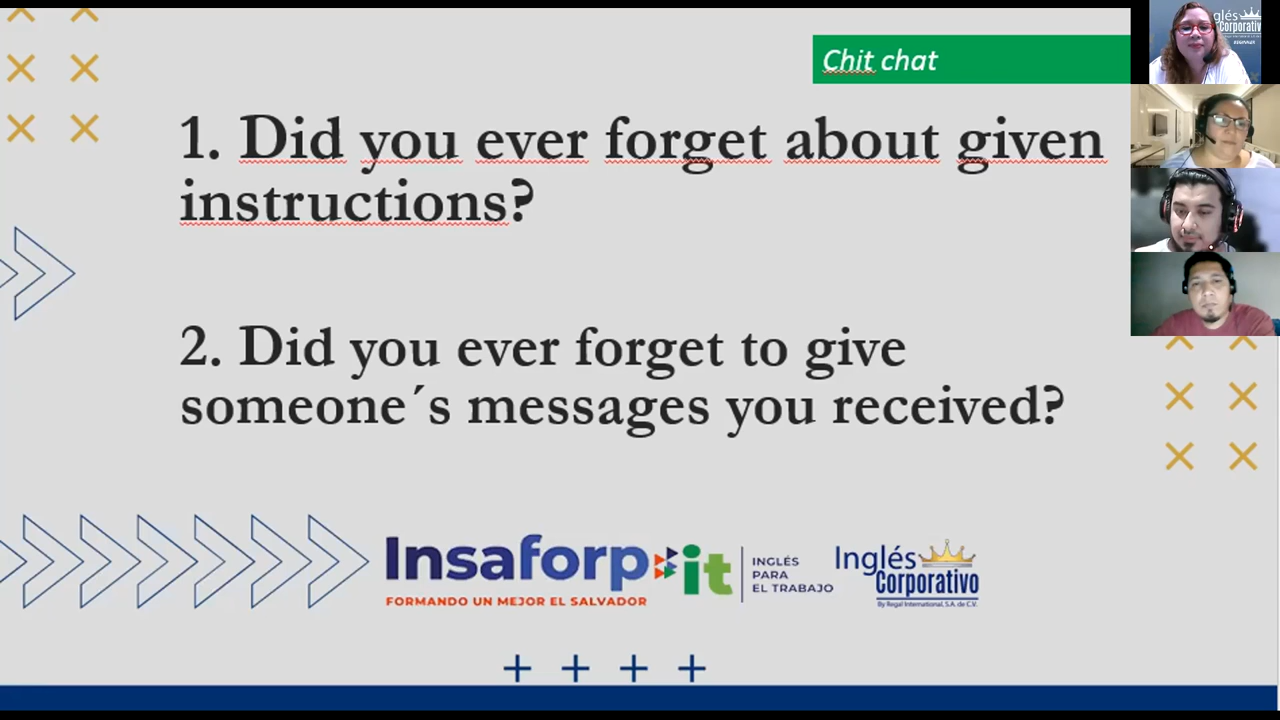 glés
Corporativo
Chit chat
1. Did you ever forget about given
instructions?
2. Did you ever forget to give
someone´s messages you received?
Insaforp it
FORMANDO UN MEJOR EL SALVADOR
INGLÉS
PARA
EL TRABAJO
Inglés
Corporativo
By Regal International, S.A. de C.V.